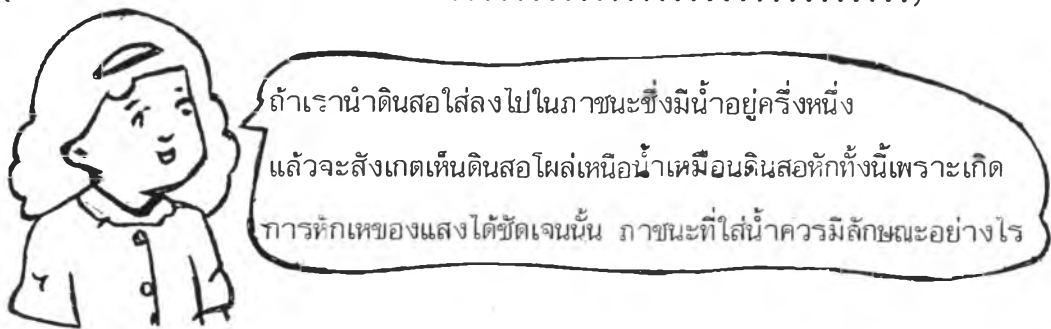 ถ้าเรานำดินสอใส่ลงไปในภาชนะซึ่งมีน้ำอยู่ครึ่งหนึ่ง
แล้วจะสังเกตเห็นดินสอโผล่เหนือน้ำเหมือนดินสอหักทั้งนี้เพราะเกิด
การหักเหของแสงได้ชัดเจนนั้น ภาชนะที่ใส่น้ำควรมีลักษณะอย่างไร